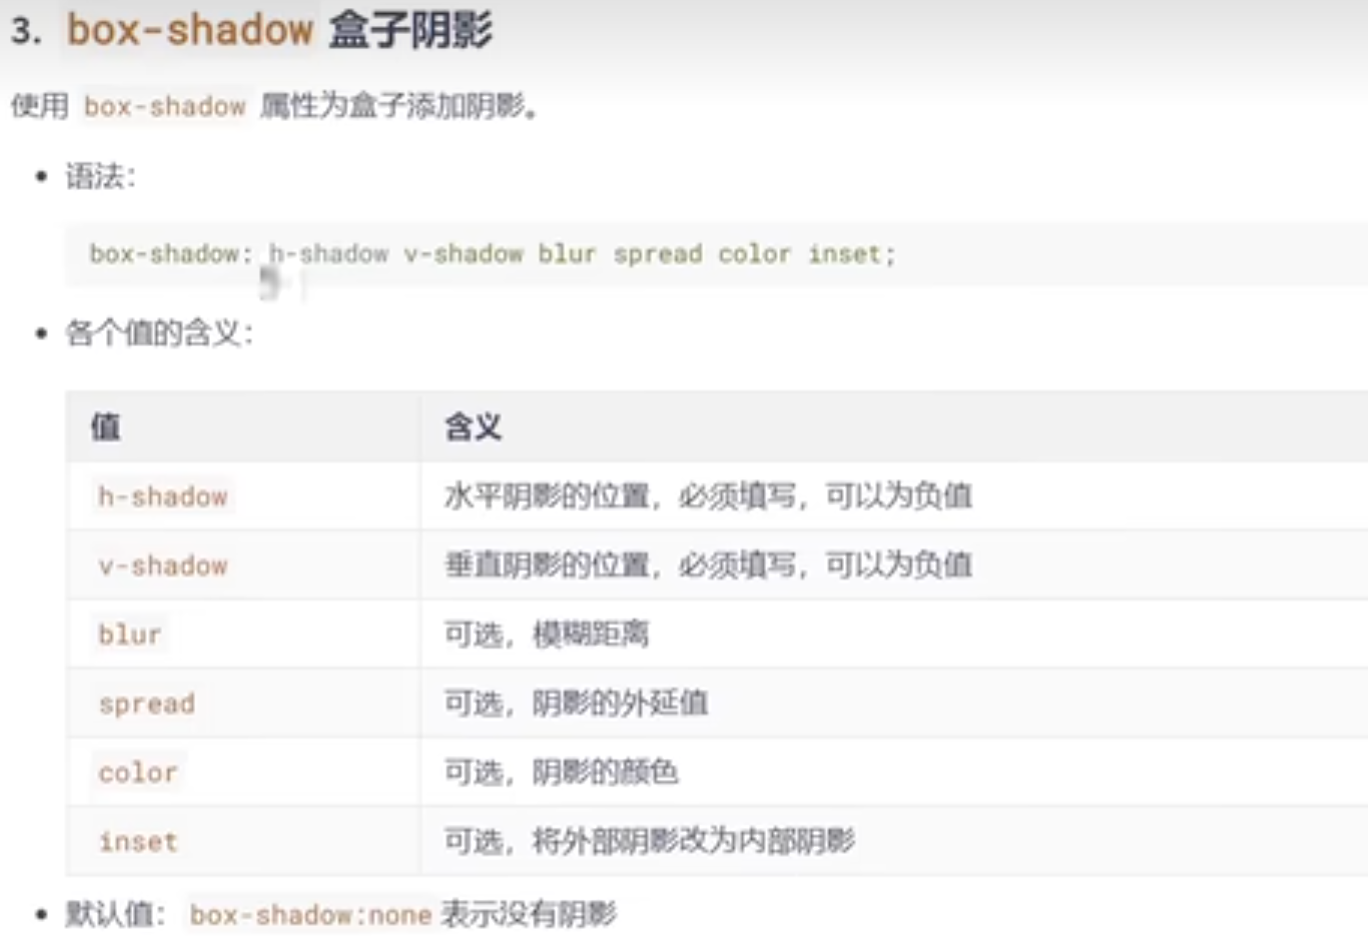 3. box-shadow 盒子阴影
使用 box-shadow 属性为盒子添加阴影。
• 语法：
box-shadow: h-shadow v-shadow blur spread color inset;
• 各个值的含义：
值 含义
h-shadow 水平阴影的位置，必须填写，可以为负值
v-shadow 垂直阴影的位置，必须填写，可以为负值
blur 可选，模糊距离
spread 可选，阴影的外延值
color 可选，阴影的颜色
inset 可选，将外部阴影改为内部阴影
• 默认值： box-shadow:none 表示没有阴影